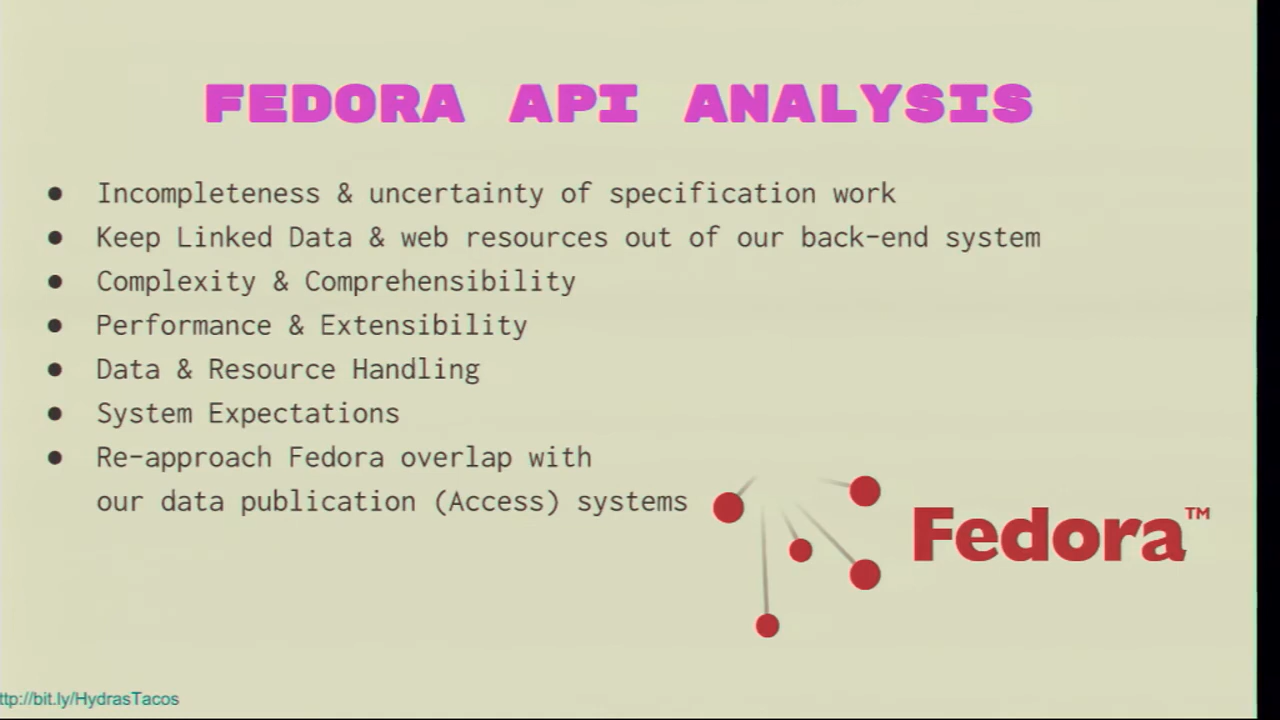 FEDORA API ANALYSIS
● Incompleteness & uncertainty of specification work
● Keep Linked Data & web resources out of our back-end system
● Complexity & Comprehensibility
● Performance & Extensibility
● Data & Resource Handling
● System Expectations
● Re-approach Fedora overlap with
our data publication (Access) systems
Fedora™
ttp://bit.ly/HydrasTacos